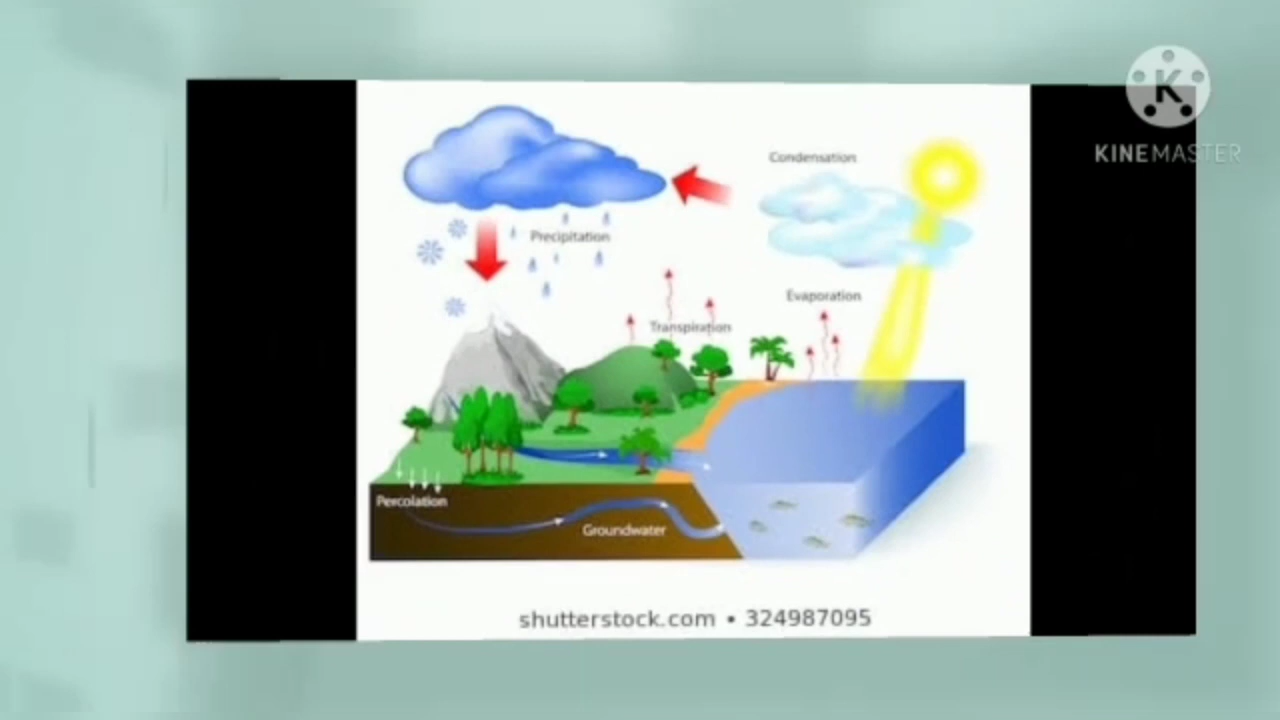 K
KINEMASTER
Condensation
Precipitation
Evaporation
Transpiration
Percolation
Groundwater
shutterstock.com • 324987095